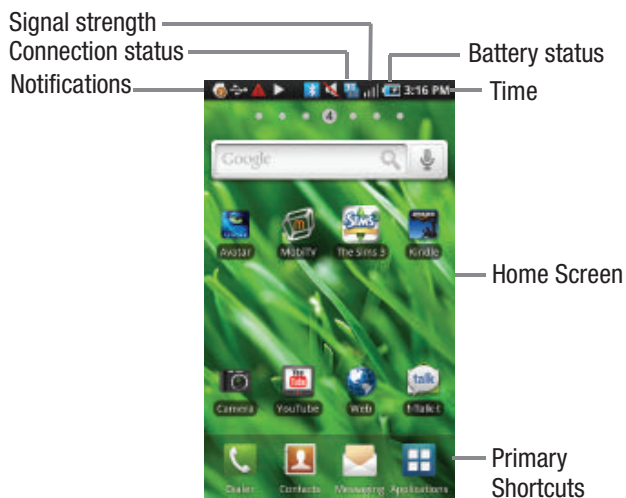 Signal strength
Connection status
Battery status
Notifications
3:16 PM
Time
4
Google
Avatar
MobiTV
The Sims 3
Kindle
Home Screen
Camera
YouTube
Web
talk
Dialer
Contacts
Messaging
Applications
Primary
Shortcuts